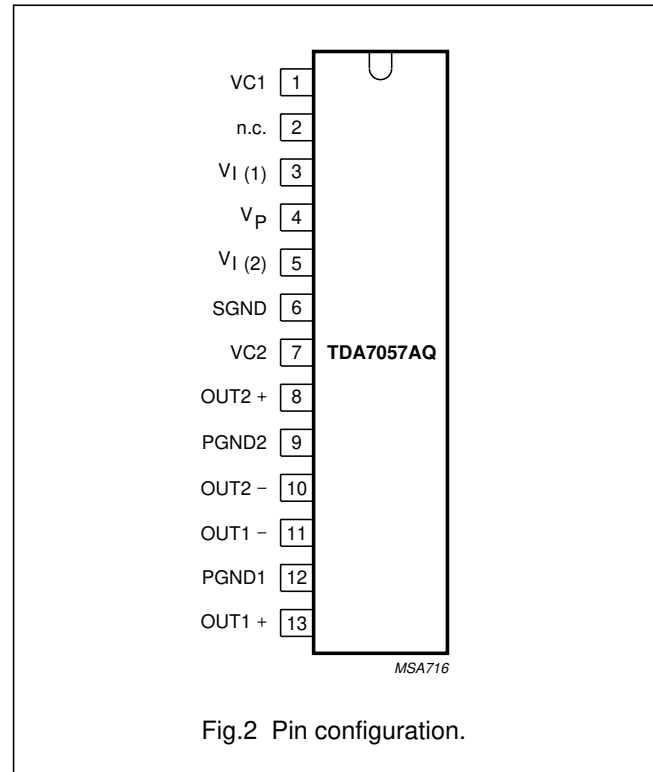 VC1 1
n.c. 2
VI (1) 3
VP 4
VI (2) 5
SGND 6
VC2 7 TDA7057AQ
OUT2 + 8
PGND2 9
OUT2 − 10
OUT1 − 11
PGND1 12
OUT1 + 13
MSA716
Fig.2 Pin configuration.